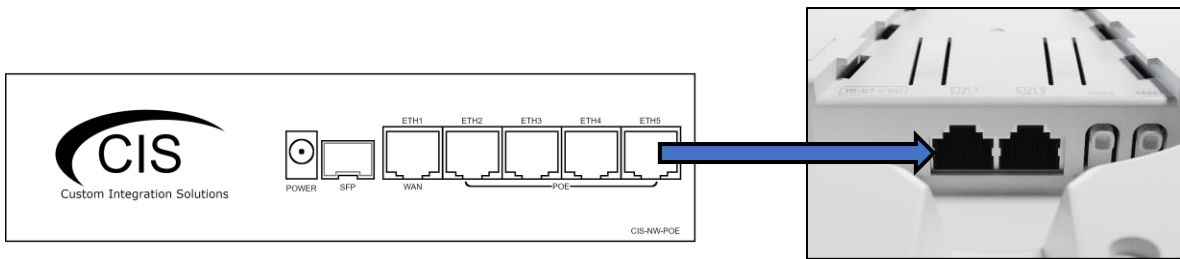 CIS
Custom Integration Solutions
POWER
SFP
ETH1
WAN
ETH2
ETH3
ETH4
ETH5
POE
CIS-NW-POE